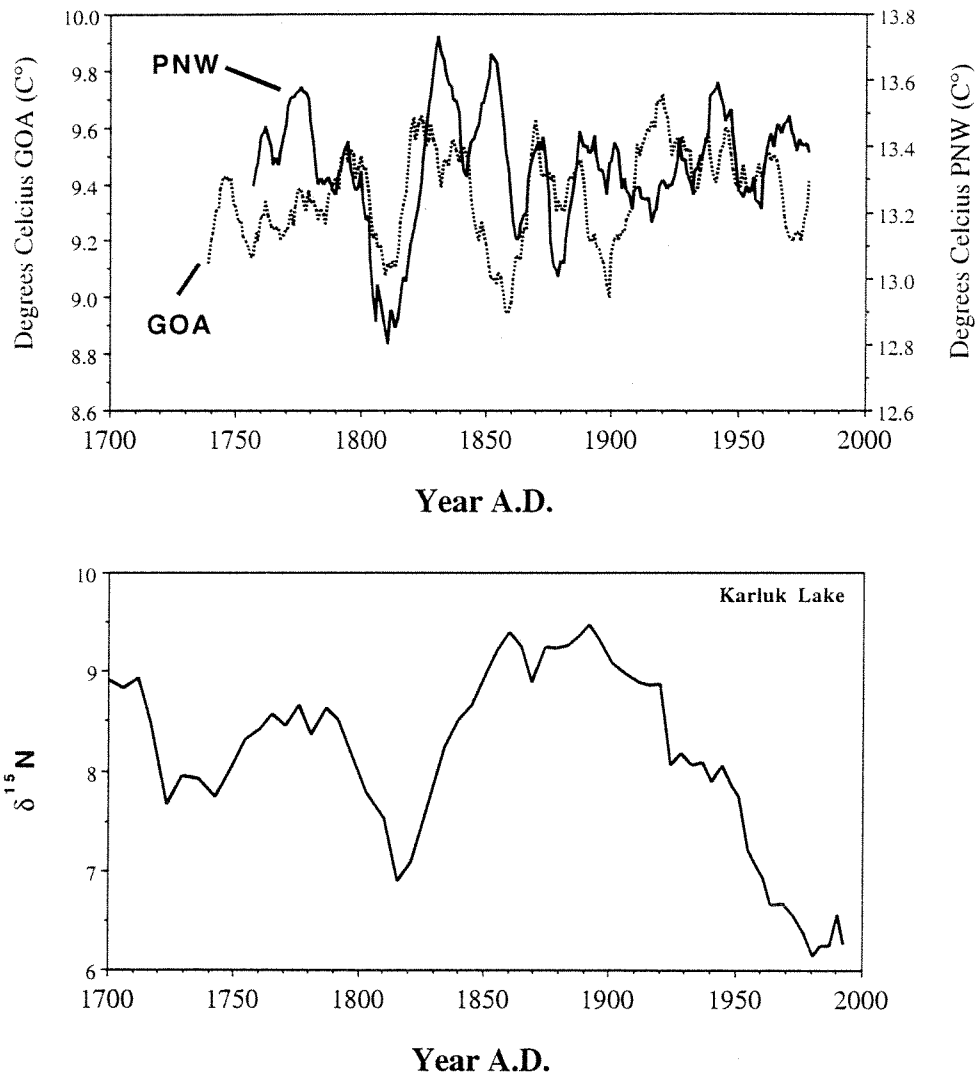 10.0
9.8
9.6
9.4
9.2
9.0
8.8
8.6
Degrees Celcius GOA (C°)
PNW
GOA
13.8
13.6
13.4
13.2
13.0
12.8
12.6
Degrees Celcius PNW (C°)
1700 1750 1800 1850 1900 1950 2000
Year A.D.
Karluk Lake
10
9
8
7
6
δ15N
1700 1750 1800 1850 1900 1950 2000
Year A.D.